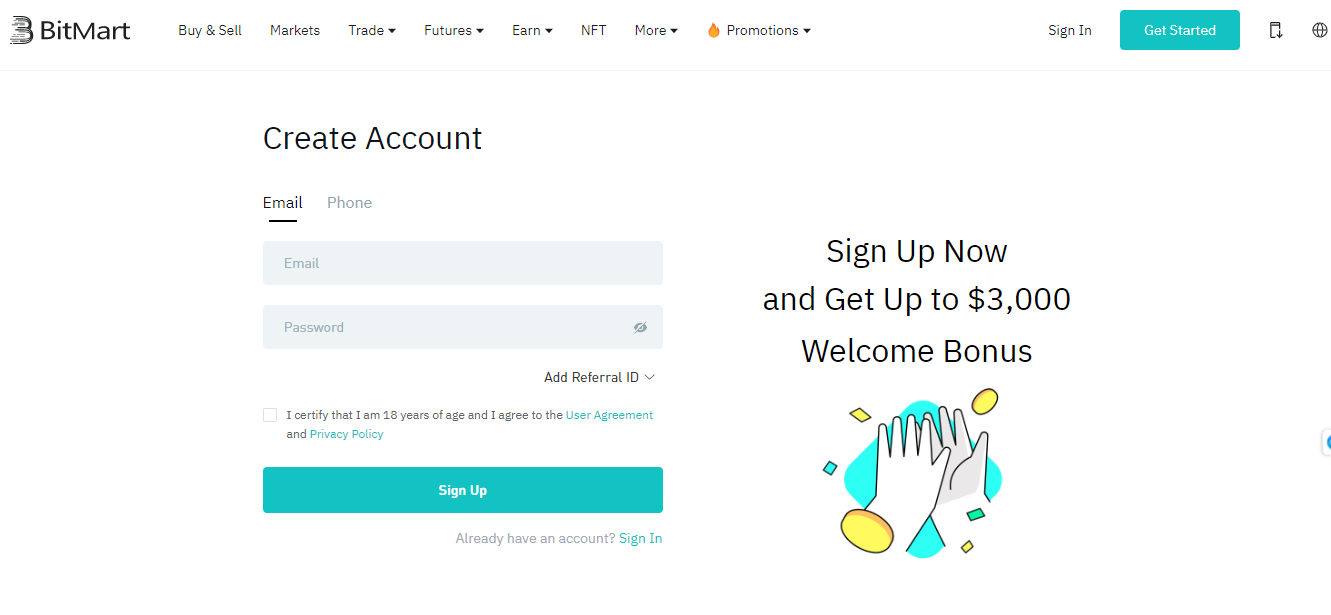 BitMart
Buy & Sell
Markets
Trade
Futures
Earn
NFT
More
Promotions
Sign In
Get Started
Create Account
Email
Phone
Email
Password
Add Referral ID
I certify that I am 18 years of age and I agree to the User Agreement
and Privacy Policy
Sign Up
Already have an account? Sign In
Sign Up Now
and Get Up to $3,000
Welcome Bonus